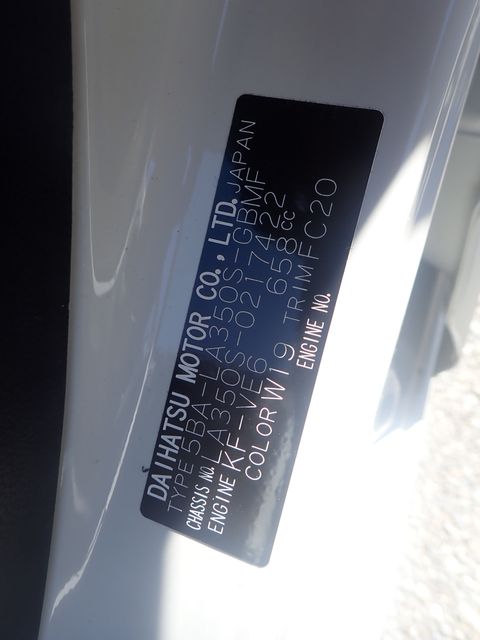 DAIHATSU MOTOR CO., LTD. JAPAN
TYPE 5BA-LA350S-GBMF
CHASSIS NO. LA350S-0217422
ENGINE KF-VE6 658cc
COLOR W19 TRIM FC20
ENGINE NO.